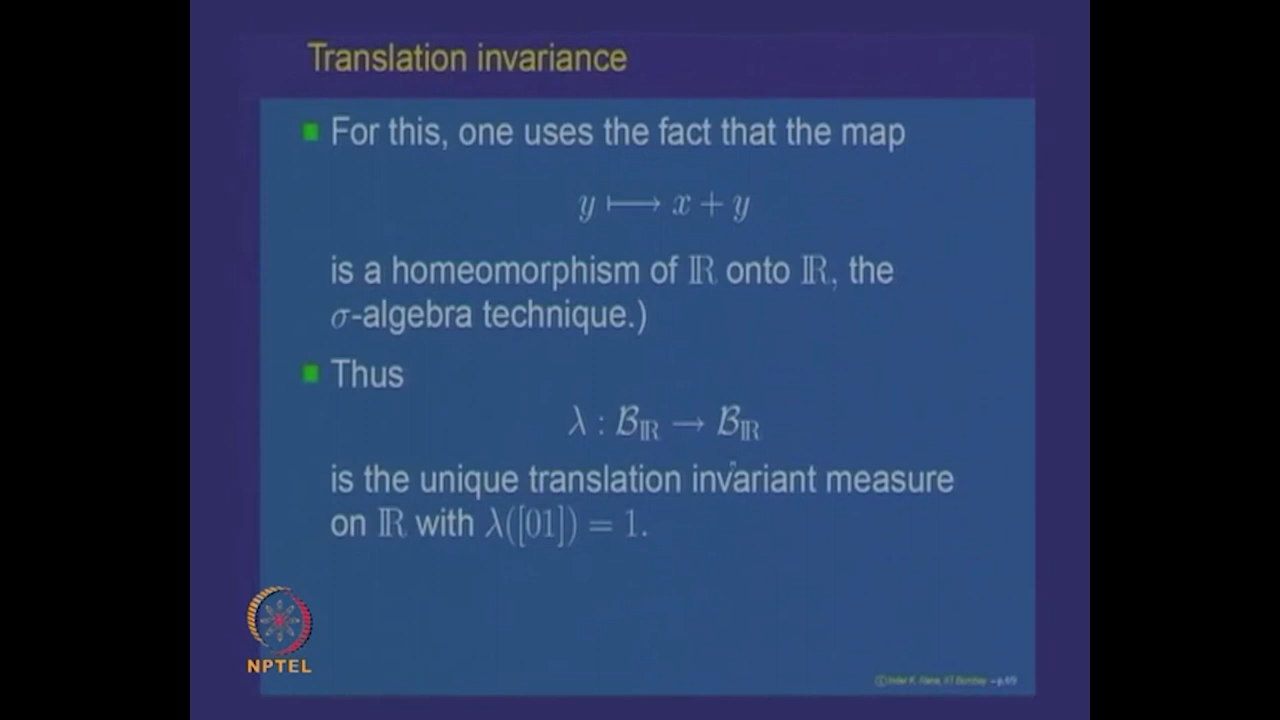 Translation invariance
For this, one uses the fact that the map
y ⟼ x + y
is a homeomorphism of ℝ onto ℝ, the
σ-algebra technique.)
Thus
λ : 𝓑_ℝ → 𝓑_ℝ
is the unique translation invariant measure
on ℝ with λ([01]) = 1.
NPTEL